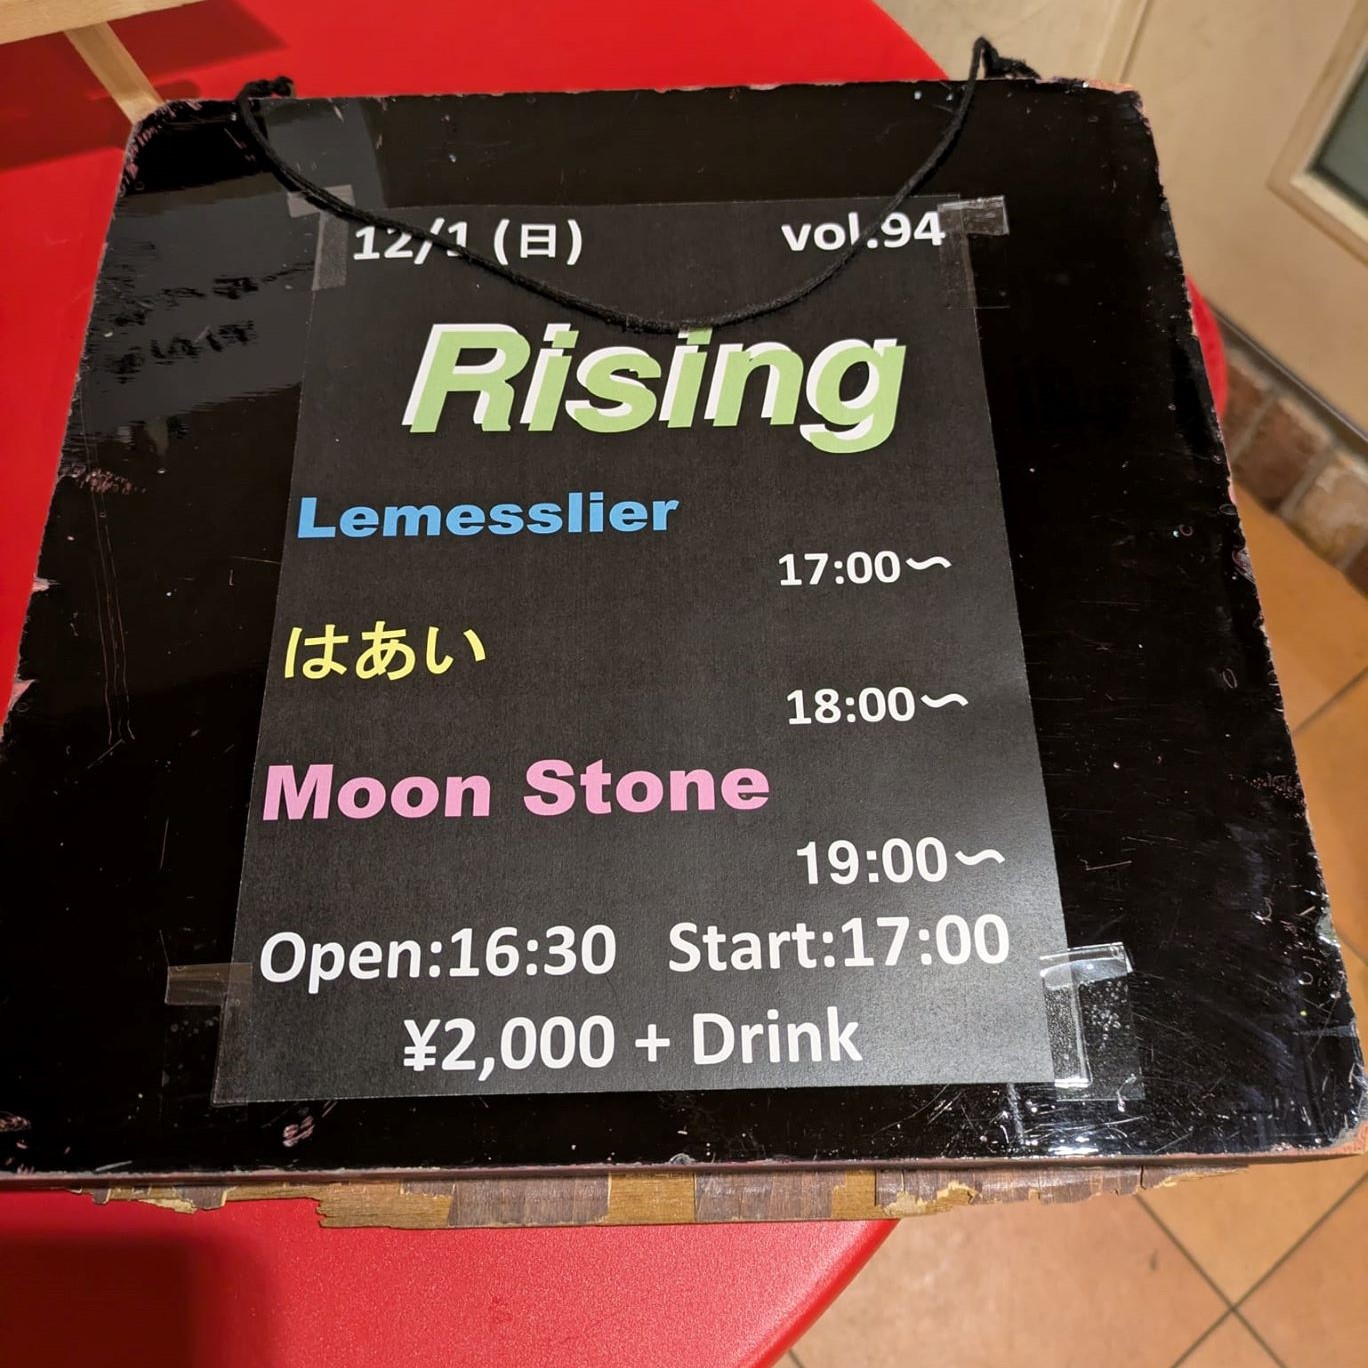 12/1 (日) vol.94
Rising
Lemesslier
17:00〜
はあい
18:00〜
Moon Stone
19:00〜
Open:16:30 Start:17:00
¥2,000 + Drink